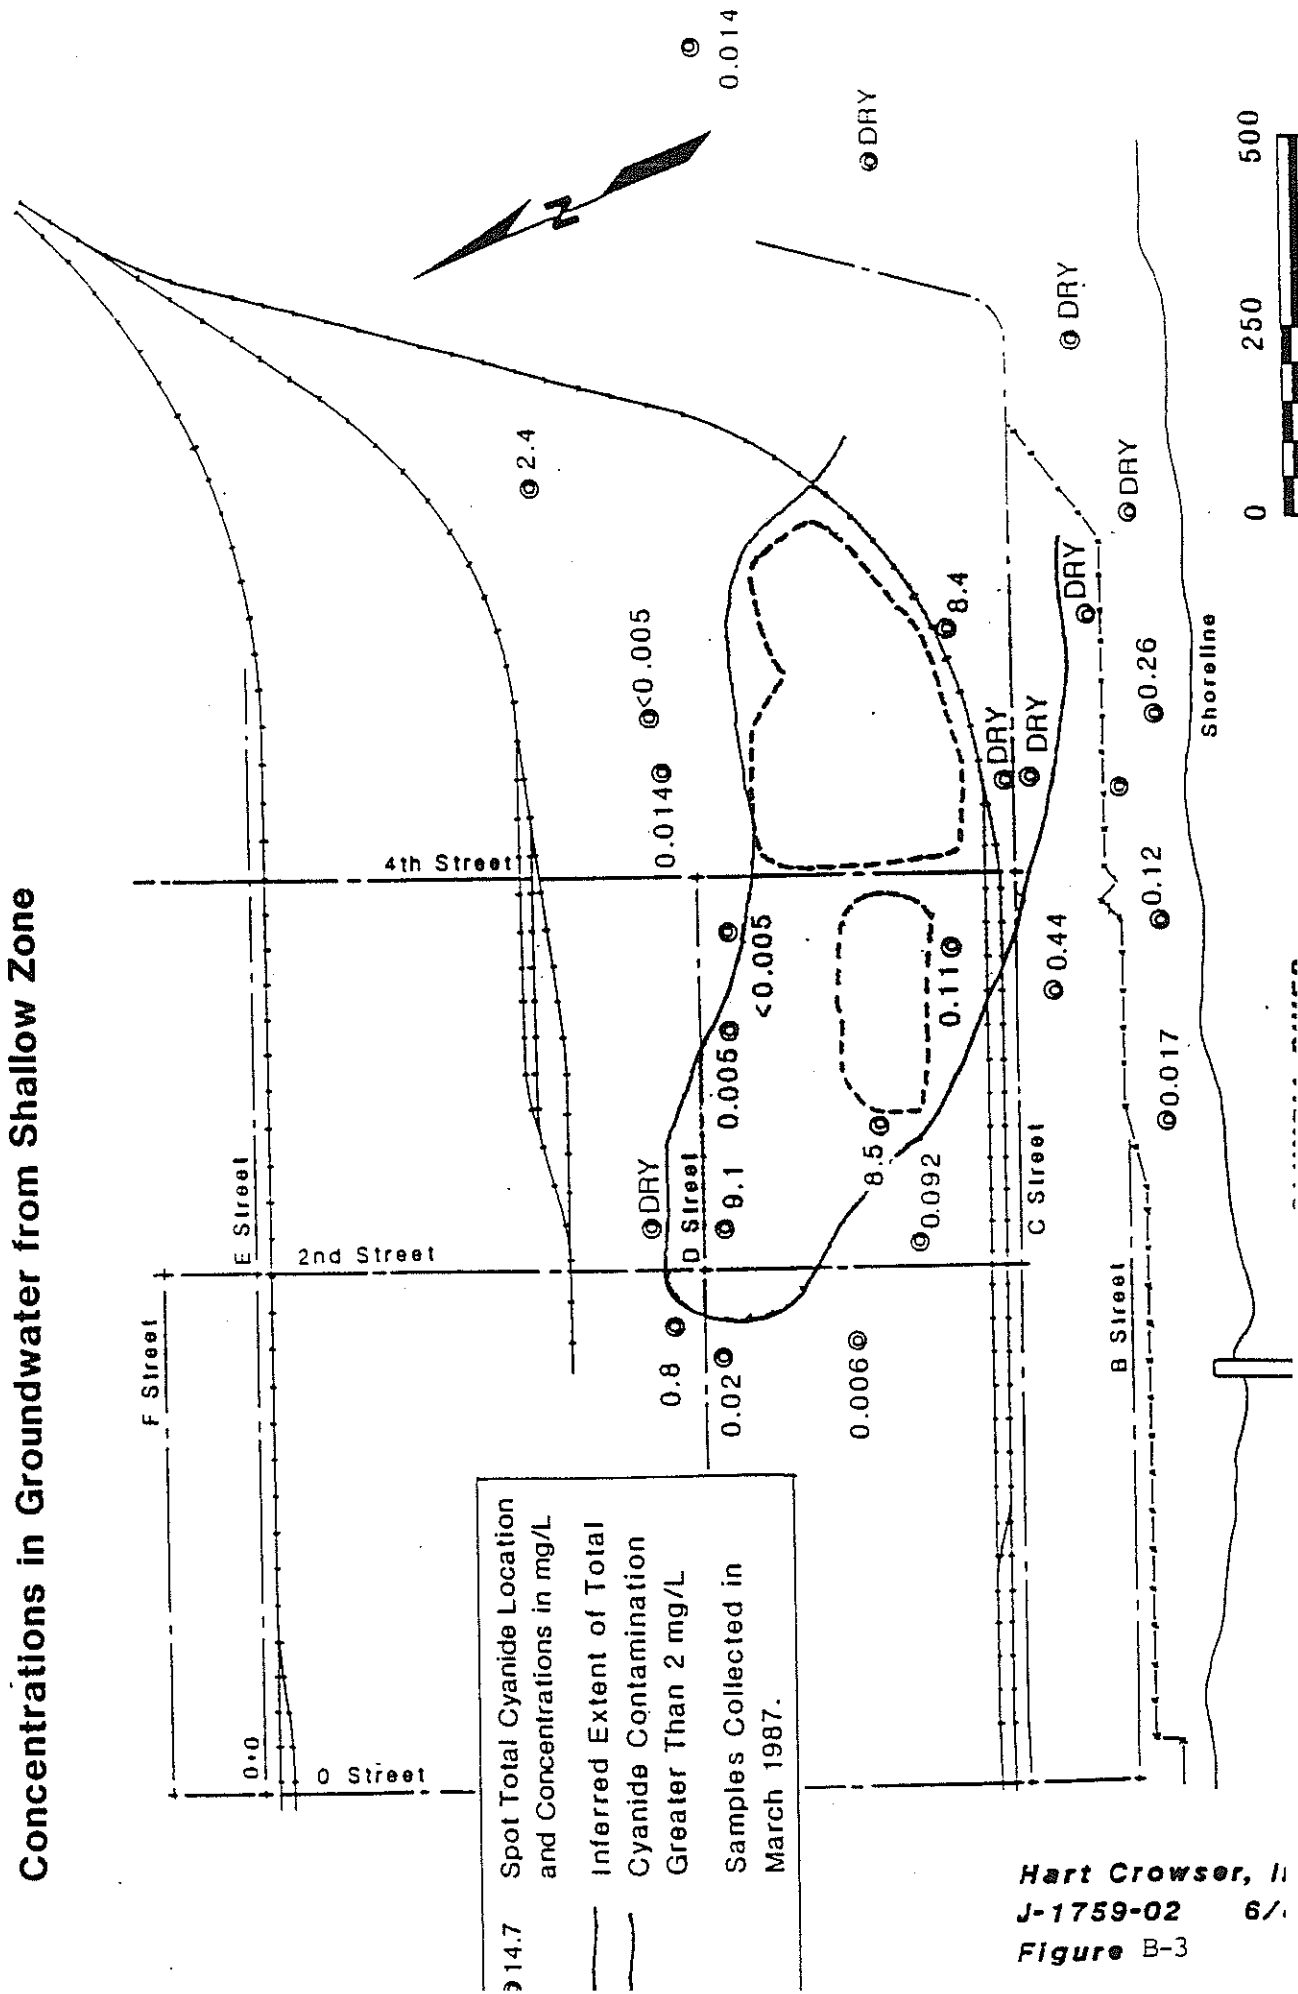 Concentrations in Groundwater from Shallow Zone
F Street
E Street
0+0
0 Street
2nd Street
4th Street
D Street
C Street
B Street
Shoreline
N
0.014
DRY
DRY
DRY
DRY
2.4
<0.005
0.014
8.4
DRY
DRY
0.26
0.12
0.44
0.017
<0.005
0.005
9.1
DRY
0.11
8.5
0.092
0.8
0.02
0.006
0 250 500
14.7 Spot Total Cyanide Location
and Concentrations in mg/L
Inferred Extent of Total
Cyanide Contamination
Greater Than 2 mg/L
Samples Collected in
March 1987.
Hart Crowser,
J-1759-02 6/
Figure B-3